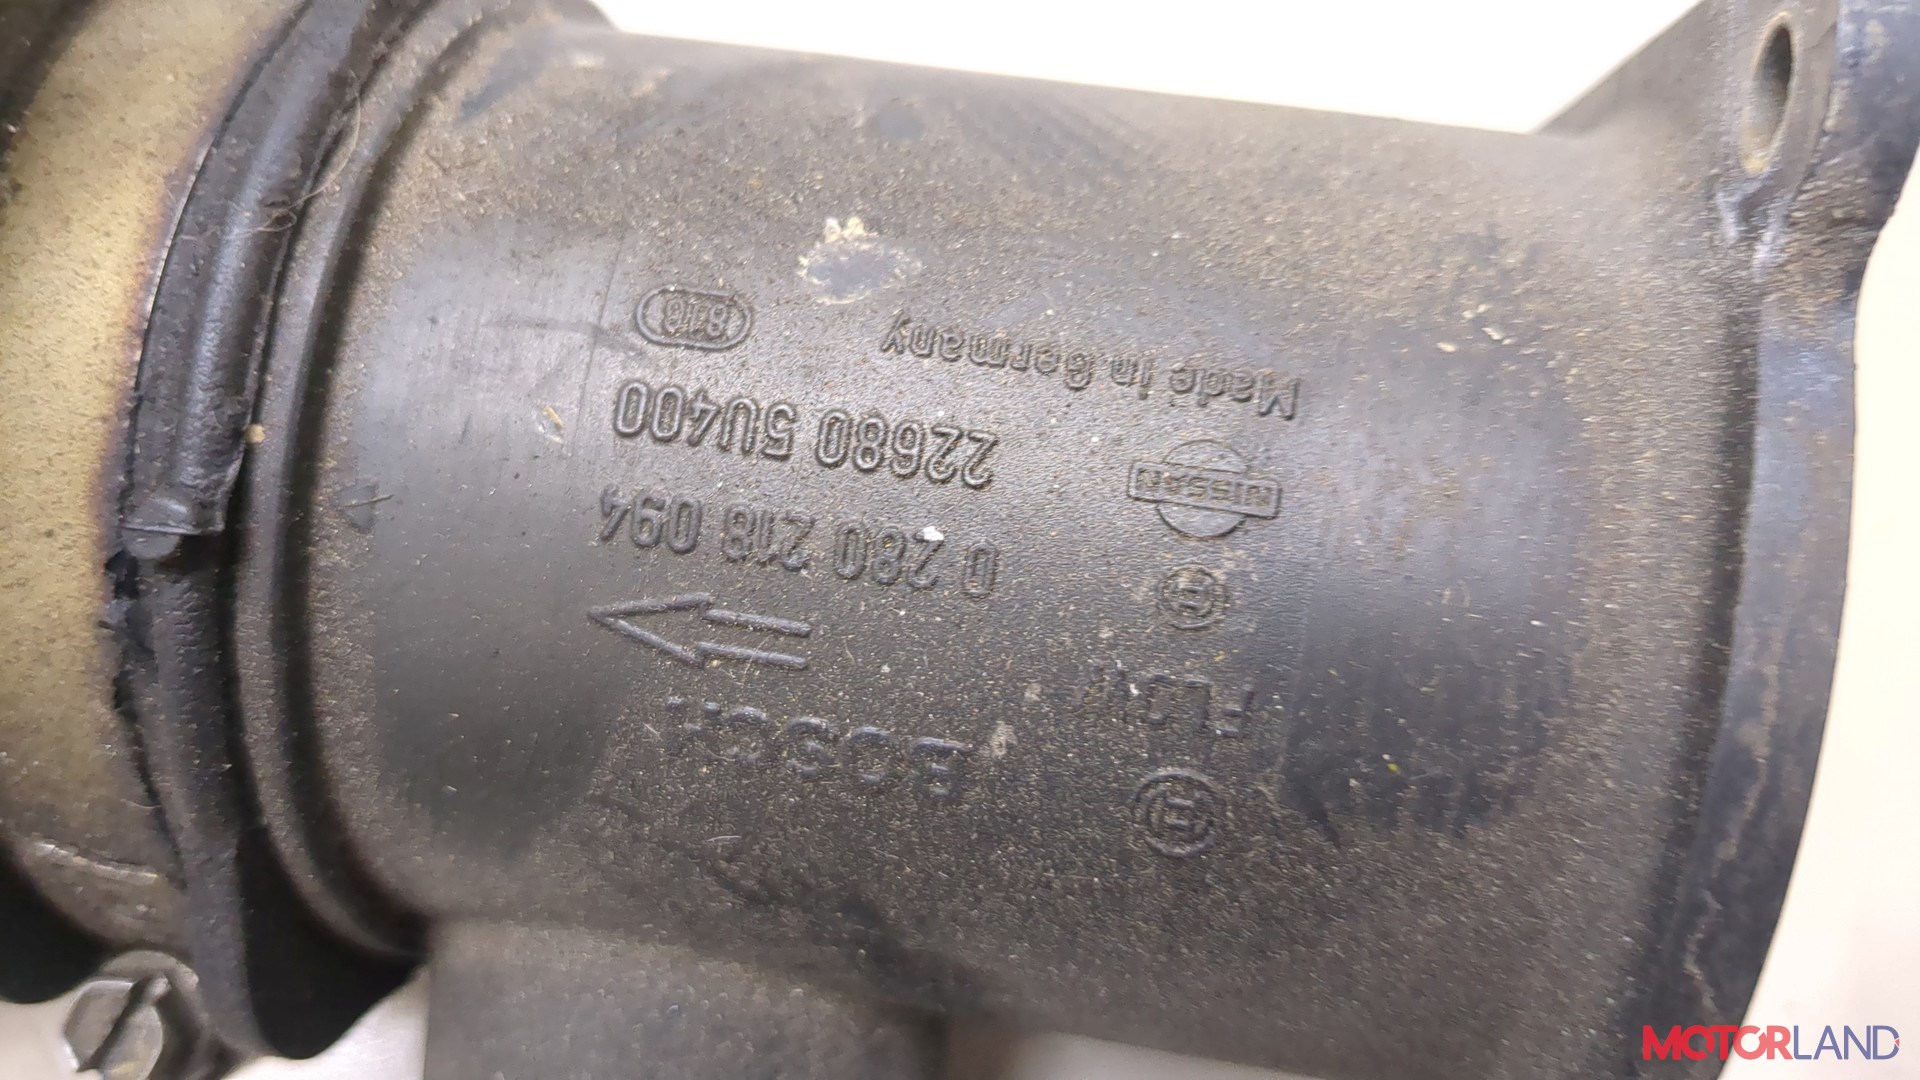 BOSCH
FLOW
0 280 218 094
22680 5U400
NISSAN
Made in Germany
MOTORLAND